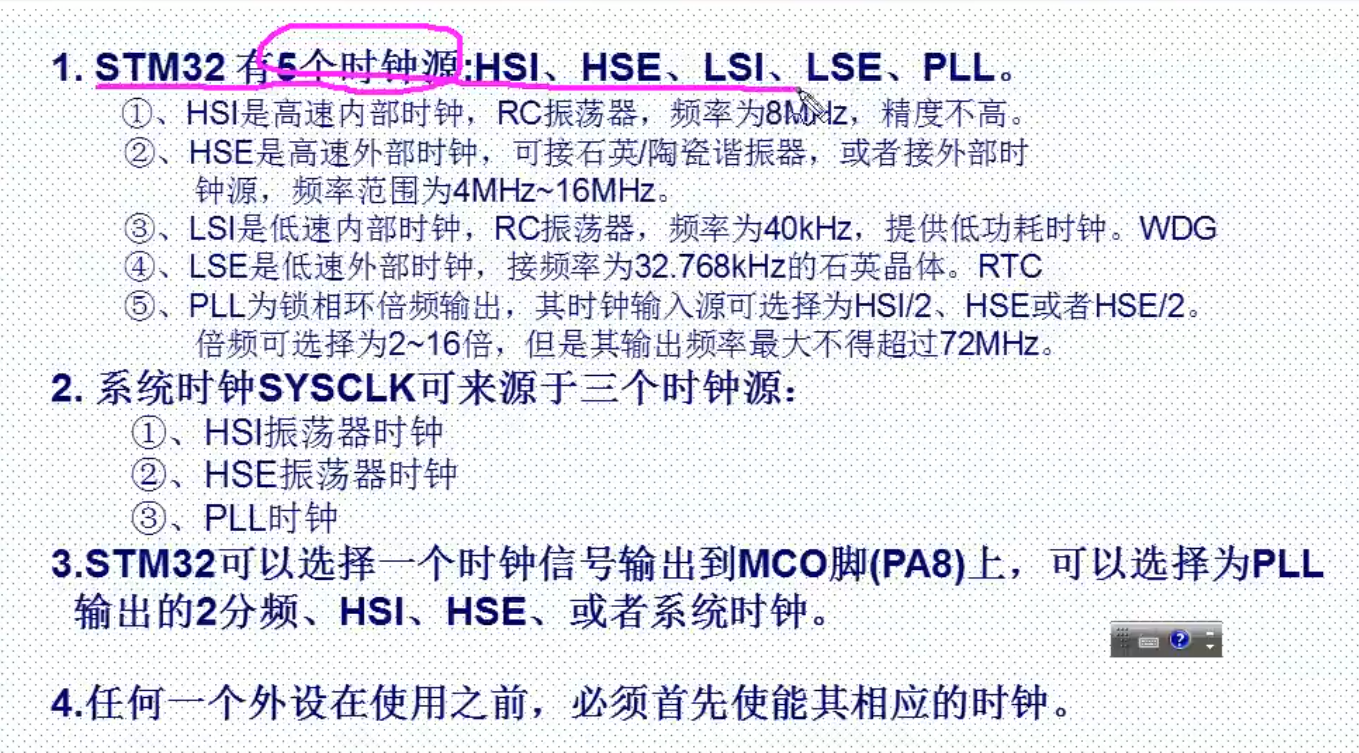 1. STM32 有5个时钟源:HSI、HSE、LSI、LSE、PLL。
①、HSI是高速内部时钟，RC振荡器，频率为8MHz，精度不高。
②、HSE是高速外部时钟，可接石英/陶瓷谐振器，或者接外部时
钟源，频率范围为4MHz~16MHz。
③、LSI是低速内部时钟，RC振荡器，频率为40kHz，提供低功耗时钟。WDG
④、LSE是低速外部时钟，接频率为32.768kHz的石英晶体。RTC
⑤、PLL为锁相环倍频输出，其时钟输入源可选择为HSI/2、HSE或者HSE/2。
倍频可选择为2~16倍，但是其输出频率最大不得超过72MHz。
2. 系统时钟SYSCLK可来源于三个时钟源：
①、HSI振荡器时钟
②、HSE振荡器时钟
③、PLL时钟
3.STM32可以选择一个时钟信号输出到MCO脚(PA8)上，可以选择为PLL
输出的2分频、HSI、HSE、或者系统时钟。
4.任何一个外设在使用之前，必须首先使能其相应的时钟。